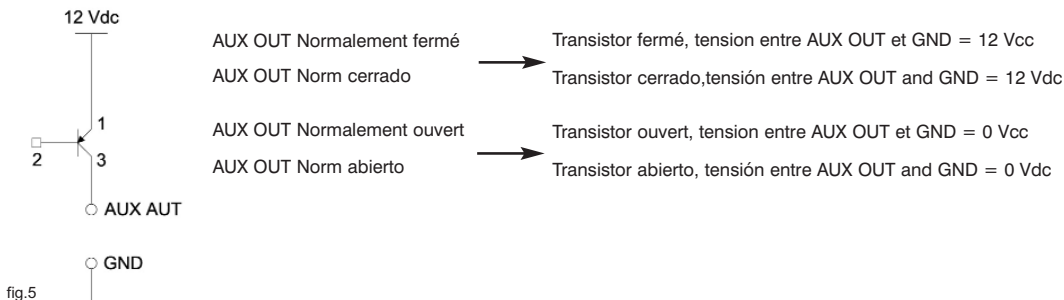 12 Vdc
AUX OUT Normalement fermé
Transistor fermé, tension entre AUX OUT et GND = 12 Vcc
AUX OUT Norm cerrado
Transistor cerrado,tensión entre AUX OUT and GND = 12 Vdc
1
AUX OUT Normalement ouvert
Transistor ouvert, tension entre AUX OUT et GND = 0 Vcc
2
3
AUX OUT Norm abierto
Transistor abierto, tensión entre AUX OUT and GND = 0 Vdc
AUX AUT
GND
fig.5